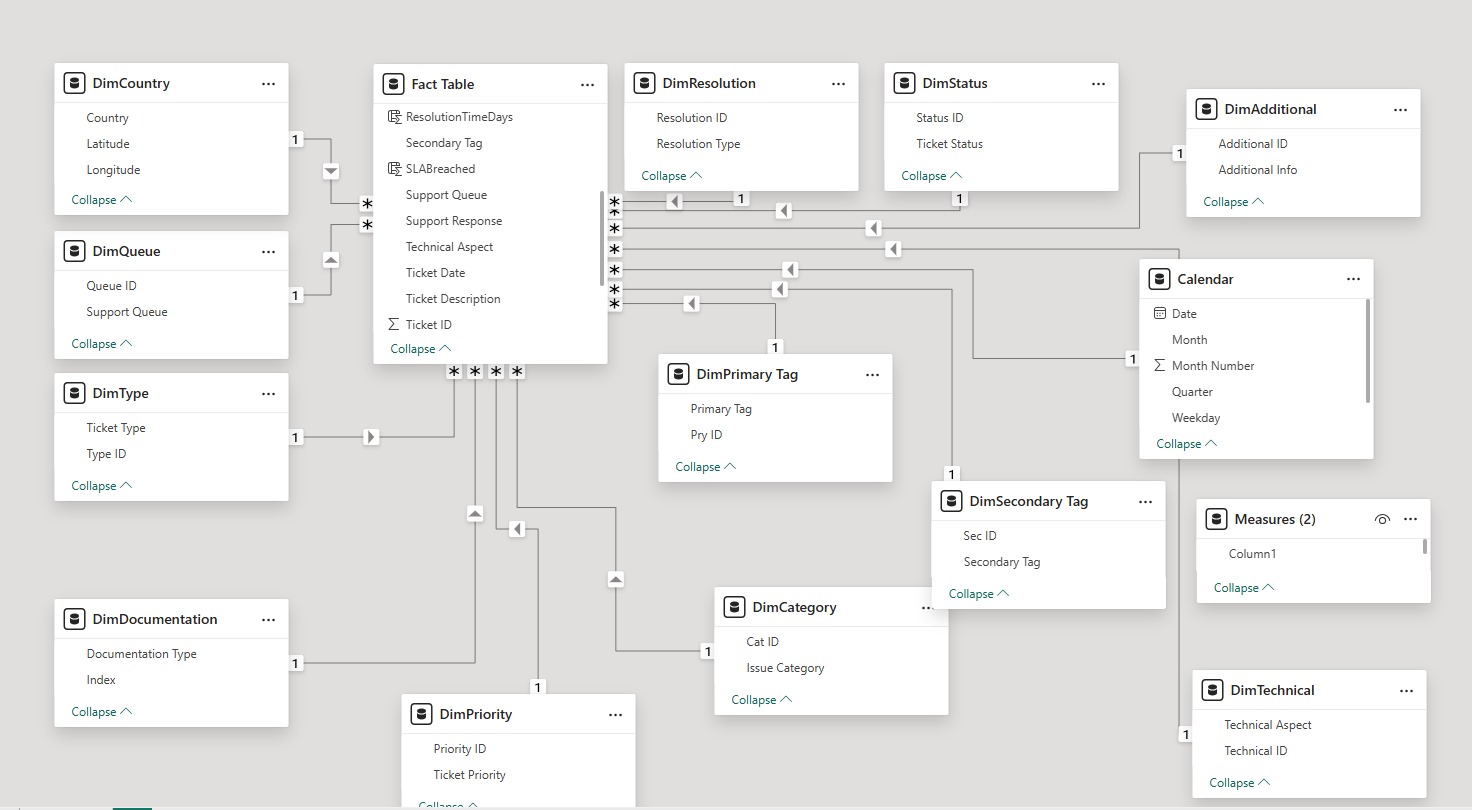 DimCountry
Country
Latitude
Longitude
Collapse
DimQueue
Queue ID
Support Queue
Collapse
DimType
Ticket Type
Type ID
Collapse
DimDocumentation
Documentation Type
Index
Collapse
Fact Table
ResolutionTimeDays
Secondary Tag
SLABreached
Support Queue
Support Response
Technical Aspect
Ticket Date
Ticket Description
Ticket ID
Collapse
DimPriority
Priority ID
Ticket Priority
Collapse
DimResolution
Resolution ID
Resolution Type
Collapse
DimStatus
Status ID
Ticket Status
Collapse
DimAdditional
Additional ID
Additional Info
Collapse
DimPrimary Tag
Primary Tag
Pry ID
Collapse
Calendar
Date
Month
Month Number
Quarter
Weekday
Collapse
DimSecondary Tag
Sec ID
Secondary Tag
Collapse
DimCategory
Cat ID
Issue Category
Collapse
Measures (2)
Column1
Collapse
DimTechnical
Technical Aspect
Technical ID
Collapse
1
1
1
1
1
1
1
1
1
1
1
1
1
*
*
*
*
*
*
*
*
*
*
*
*
*